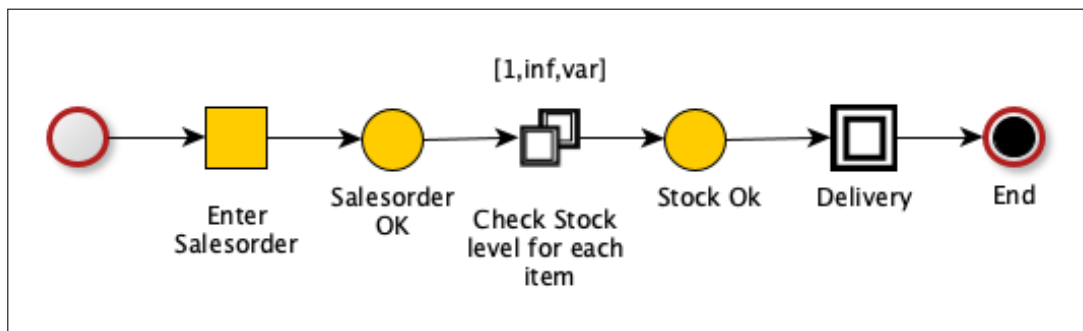 [1,inf,var]
Enter
Salesorder
Salesorder
OK
Check Stock
level for each
item
Stock Ok
Delivery
End